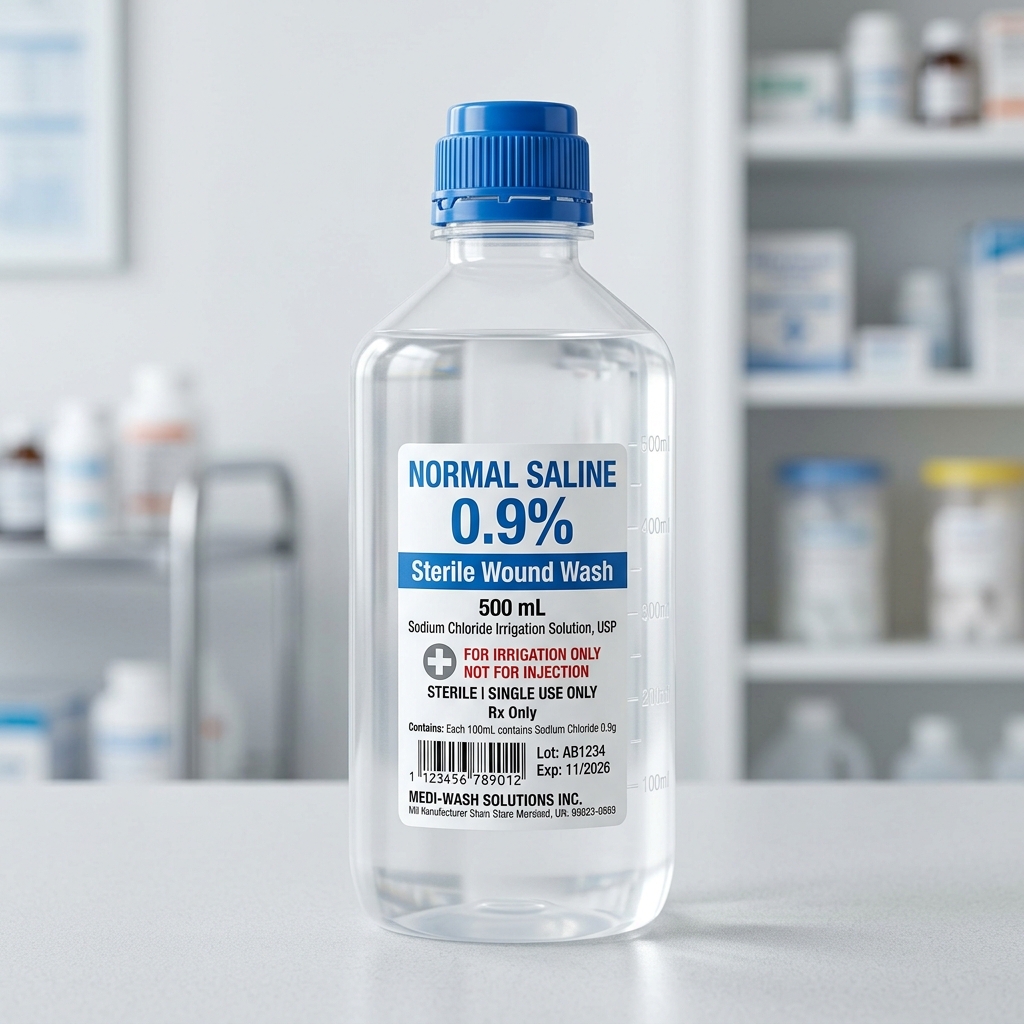 NORMAL SALINE
0.9%
Sterile Wound Wash
500 mL
Sodium Chloride Irrigation Solution, USP
FOR IRRIGATION ONLY
NOT FOR INJECTION
STERILE | SINGLE USE ONLY
Rx Only
Contains: Each 100mL contains Sodium Chloride 0.9g
Lot: AB1234
Exp: 11/2026
1 123456 789012
MEDI-WASH SOLUTIONS INC.
500ml
400ml
300ml
200ml
100ml